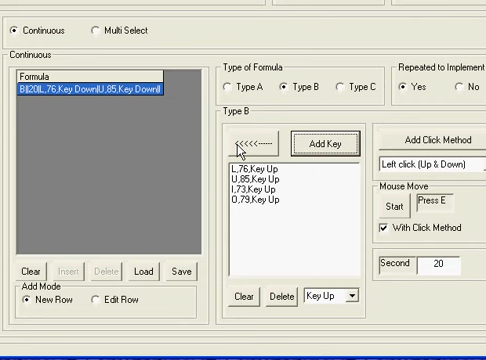 Continuous
Multi Select
Continuous
Formula
B||20|L,76,Key Down|U,85,Key Down|
Type of Formula
Type A
Type B
Type C
Repeated to Implement
Yes
No
Type B
<<<<<------
Add Key
L,76,Key Up
U,85,Key Up
I,73,Key Up
O,79,Key Up
Add Click Method
Left click (Up & Down)
Mouse Move
Start
Press E
With Click Method
Second
20
Clear
Insert
Delete
Load
Save
Add Mode
New Row
Edit Row
Clear
Delete
Key Up